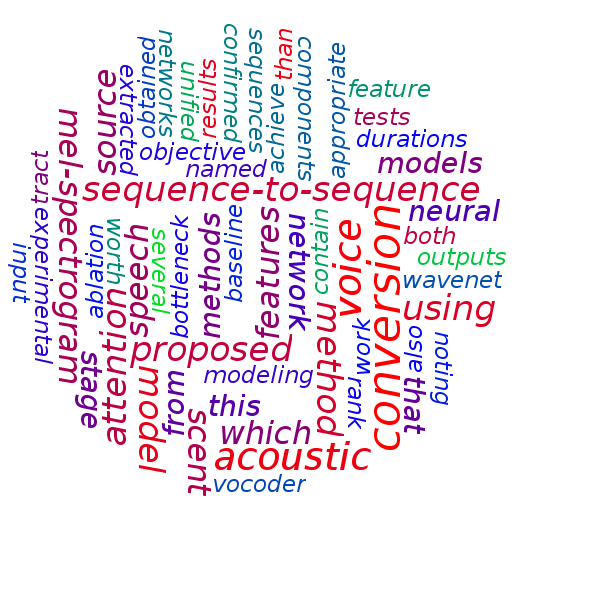 networks
confirmed
sequences
than
components
obtained
appropriate
unified
results
extracted
source
achieve
feature
tests
durations
objective
named
models
mel-spectrogram
tract
sequence-to-sequence
neural
experimental
input
ablation
worth
speech
several
bottleneck
methods
baseline
features
network
contain
voice
conversion
both
outputs
wavenet
using
attention
proposed
method
work
rank
also
noting
stage
model
from
modeling
this
that
scent
which
acoustic
vocoder